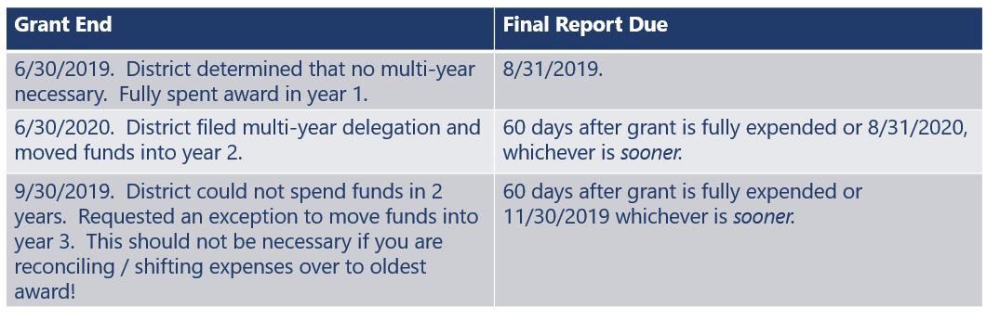 Grant End
Final Report Due
6/30/2019.  District determined that no multi-year
necessary.  Fully spent award in year 1.
8/31/2019.
6/30/2020.  District filed multi-year delegation and
moved funds into year 2.
60 days after grant is fully expended or 8/31/2020,
whichever is sooner.
9/30/2019.  District could not spend funds in 2
years.  Requested an exception to move funds into
year 3.  This should not be necessary if you are
reconciling / shifting expenses over to oldest
award!
60 days after grant is fully expended or
11/30/2019 whichever is sooner.